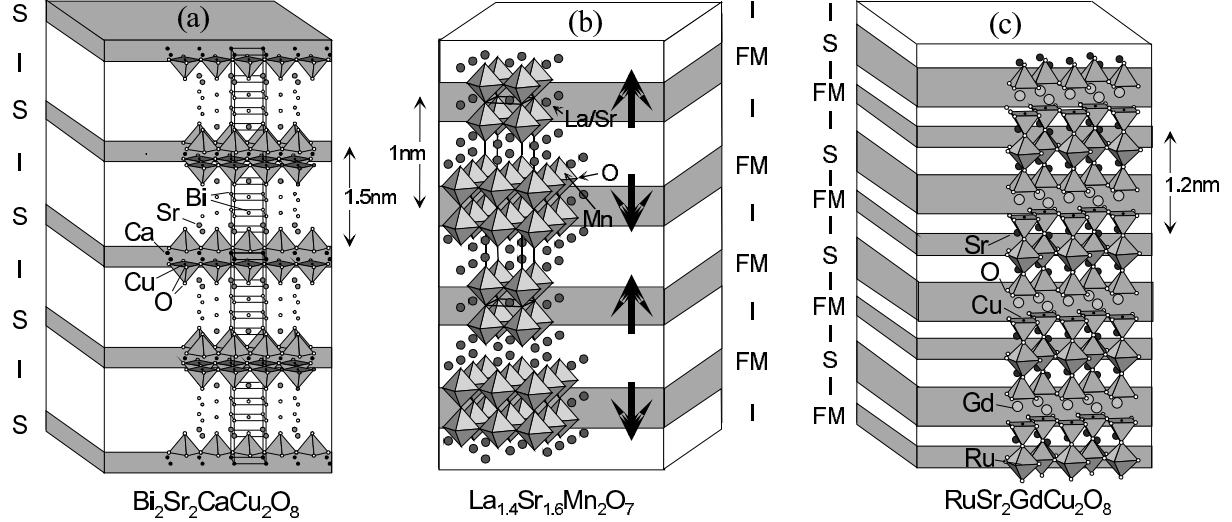 (a)
S
I
S
I
S
I
S
I
S
Bi
Sr
Ca
Cu
O
1.5nm
Bi₂Sr₂CaCu₂O₈
(b)
I
FM
I
FM
I
FM
I
FM
I
La/Sr
1nm
O
Mn
La₁.₄Sr₁.₆Mn₂O₇
(c)
I
S
I
FM
I
S
I
FM
I
S
I
FM
I
S
I
FM
1.2nm
Sr
O
Cu
Gd
Ru
RuSr₂GdCu₂O₈